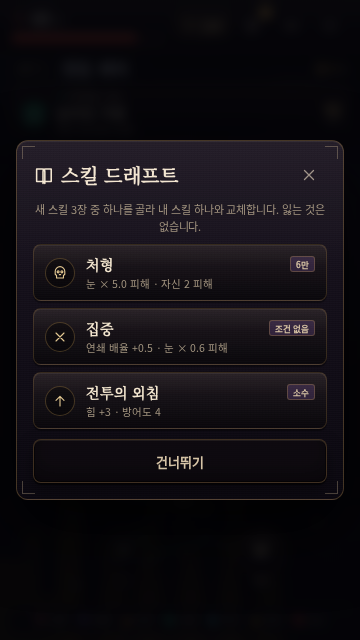 스킬 드래프트
새 스킬 3장 중 하나를 골라 내 스킬 하나와 교체합니다. 잃는 것은
없습니다.
처형
6만
눈 × 5.0 피해 · 자신 2 피해
집중
조건 없음
연쇄 배율 +0.5 · 눈 × 0.6 피해
전투의 외침
소수
힘 +3 · 방어도 4
건너뛰기